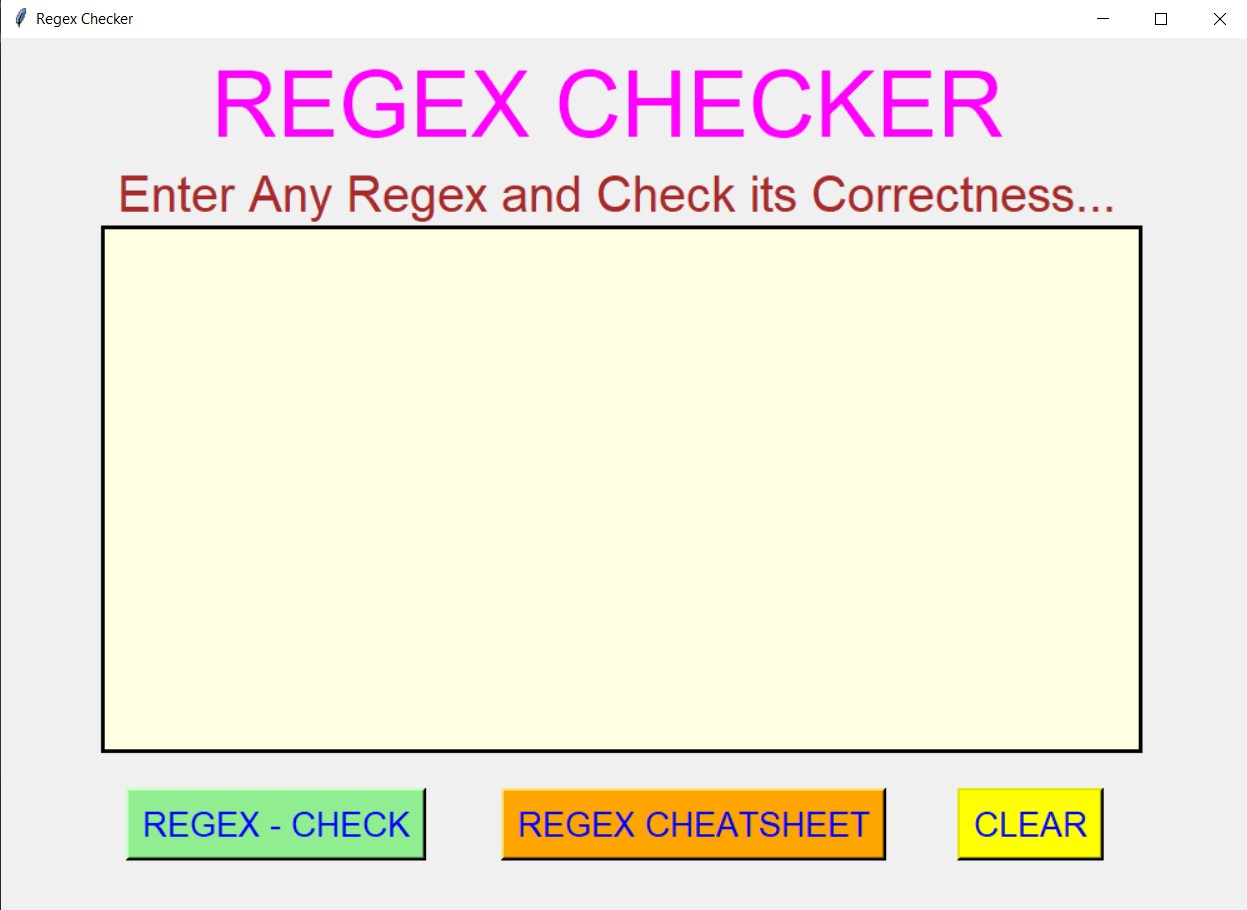 Regex Checker
REGEX CHECKER
Enter Any Regex and Check its Correctness...
REGEX - CHECK
REGEX CHEATSHEET
CLEAR